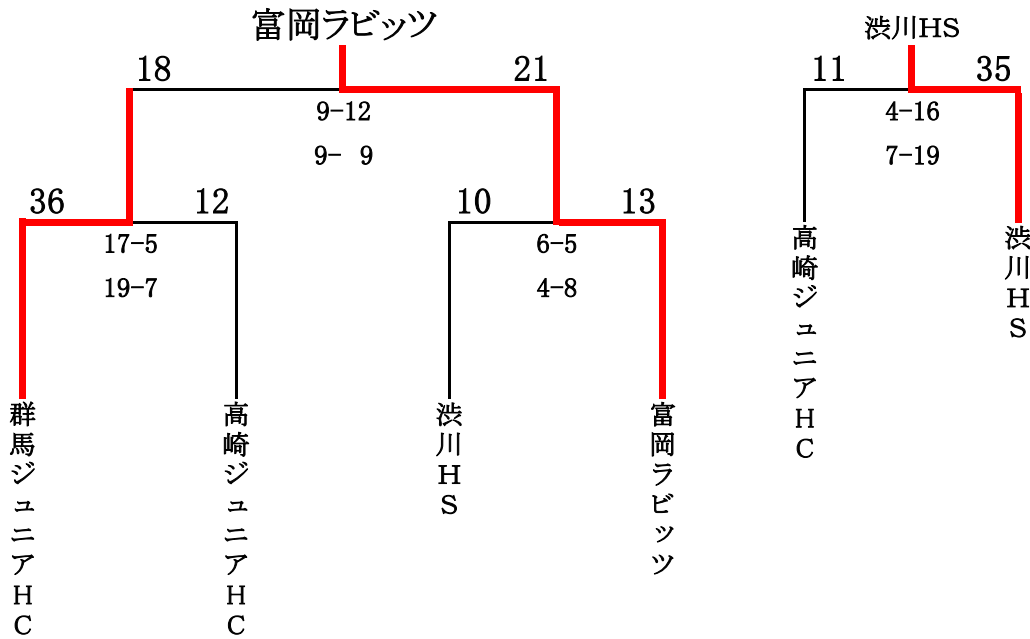 富岡ラビッツ
18
21
9-12
9- 9
36
12
17-5
19-7
10
13
6-5
4-8
群馬ジュニアHC
高崎ジュニアHC
渋川HS
富岡ラビッツ
渋川HS
11
35
4-16
7-19
高崎ジュニアHC
渋川HS